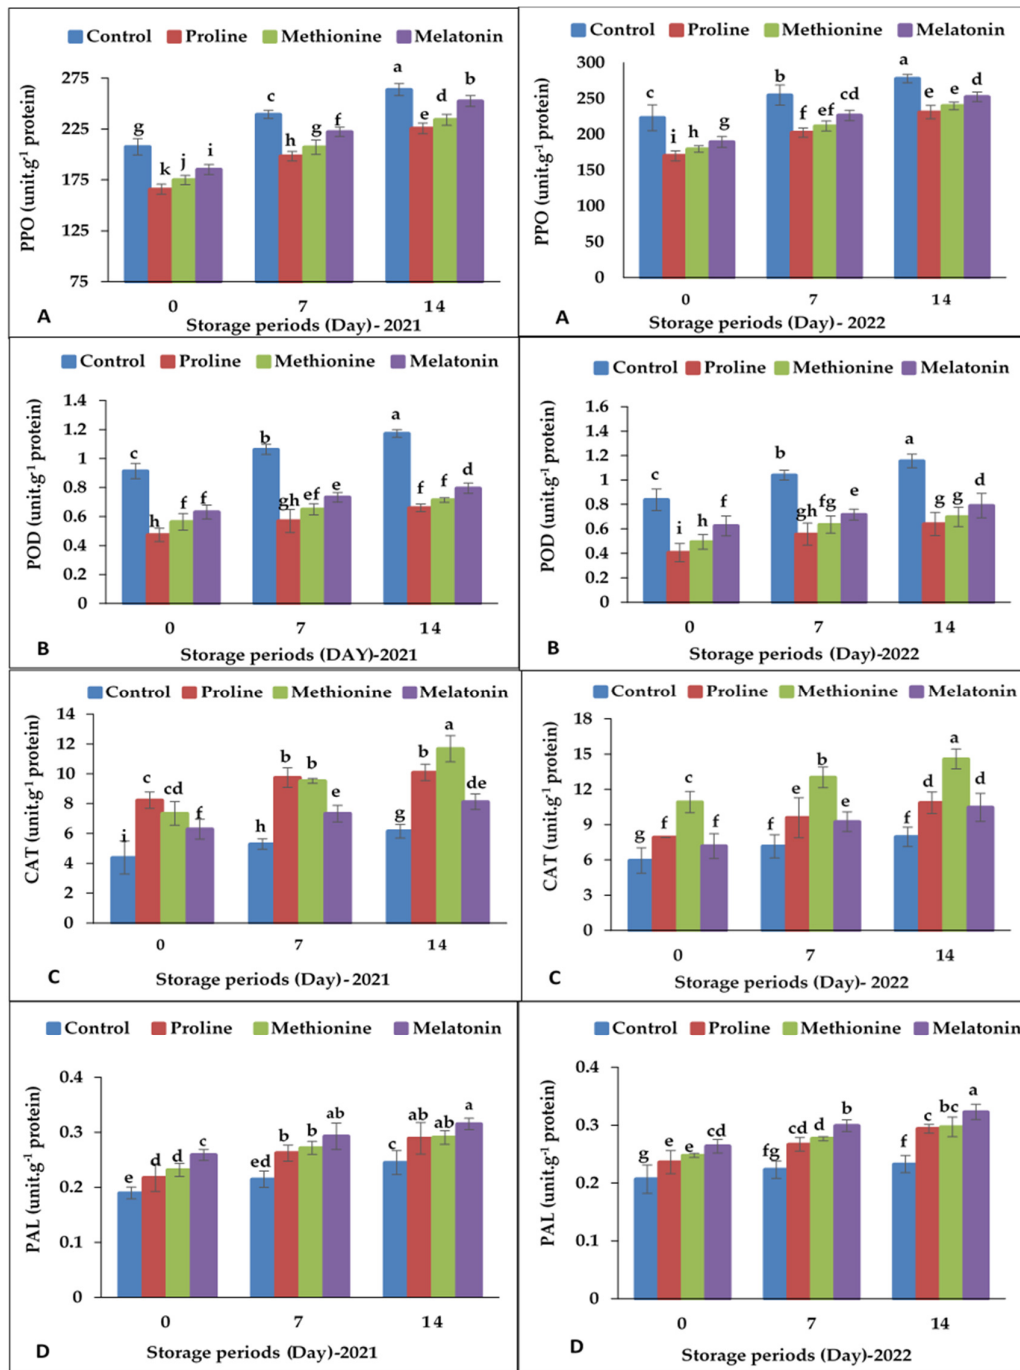 Control Proline Methionine Melatonin
PPO (unit.g-1 protein)
275
225
175
125
75
g k j i c h g f a e d b
0 7 14
A
Storage periods (Day)- 2021
Control Proline Methionine Melatonin
PPO (unit.g-1 protein)
300
250
200
150
100
50
0
c i h g b f ef cd a e e d
0 7 14
A
Storage periods (Day)- 2022
Control Proline Methionine Melatonin
POD (unit.g-1 protein)
1.4
1.2
1
0.8
0.6
0.4
0.2
0
c h f f b gh ef e a f f d
0 7 14
B
Storage periods (DAY)-2021
Control Proline Methionine Melatonin
POD (unit.g-1 protein)
1.6
1.4
1.2
1
0.8
0.6
0.4
0.2
0
c i h f b gh fg e a g g d
0 7 14
B
Storage periods (Day)-2022
Control Proline Methionine Melatonin
CAT (unit.g-1 protein)
14
12
10
8
6
4
2
0
i c cd f h b b e g b a de
0 7 14
C
Storage periods (Day)-2021
Control Proline Methionine Melatonin
CAT (unit.g-1 protein)
18
15
12
9
6
3
0
g f c f f e b e f d a d
0 7 14
C
Storage periods (Day)- 2022
Control Proline Methionine Melatonin
PAL (unit.g-1 protein)
0.4
0.3
0.2
0.1
0
e d d c ed b b ab c ab ab a
0 7 14
D
Storage periods (Day)-2021
Control Proline Methionine Melatonin
PAL (unit.g-1 protein)
0.4
0.3
0.2
0.1
0
g e e cd fg cd d b f c bc a
0 7 14
D
Storage periods (Day)-2022